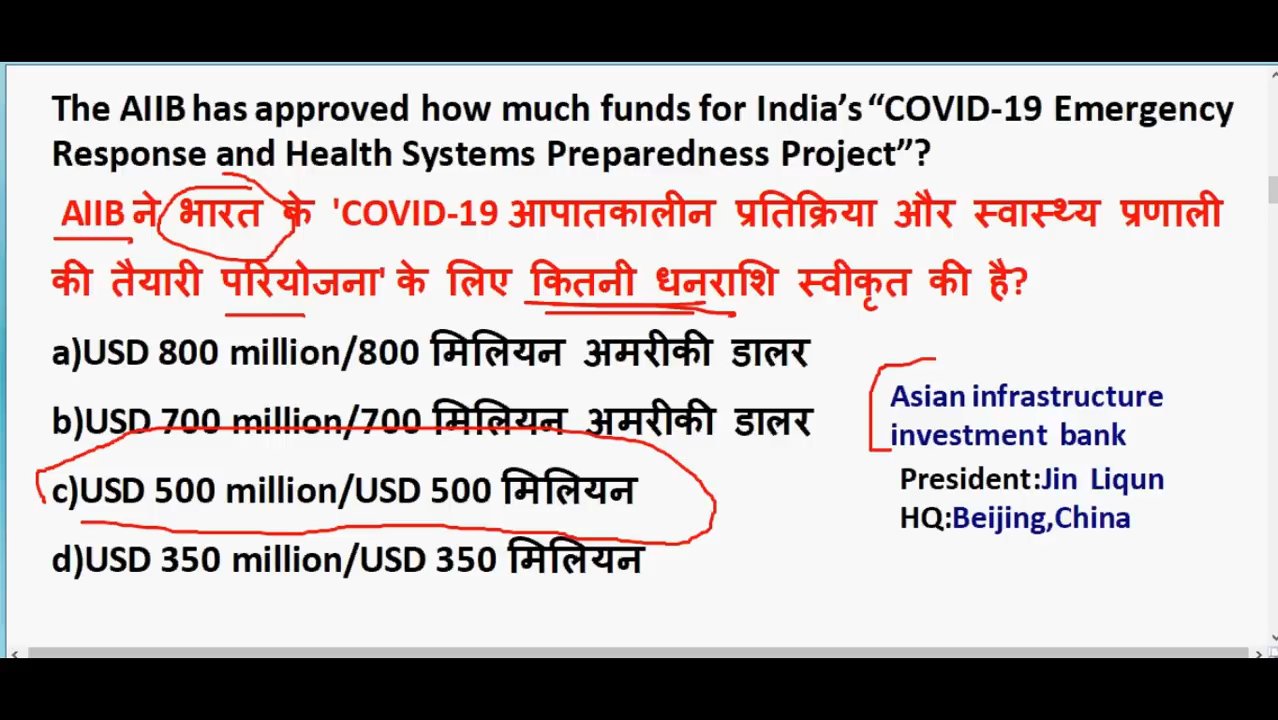 The AIIB has approved how much funds for India’s “COVID-19 Emergency
Response and Health Systems Preparedness Project”?
AIIB ने भारत के 'COVID-19 आपातकालीन प्रतिक्रिया और स्वास्थ्य प्रणाली
की तैयारी परियोजना' के लिए कितनी धनराशि स्वीकृत की है?
a)USD 800 million/800 मिलियन अमरीकी डालर
b)USD 700 million/700 मिलियन अमरीकी डालर
c)USD 500 million/USD 500 मिलियन
d)USD 350 million/USD 350 मिलियन
Asian infrastructure
investment bank
President:Jin Liqun
HQ:Beijing,China